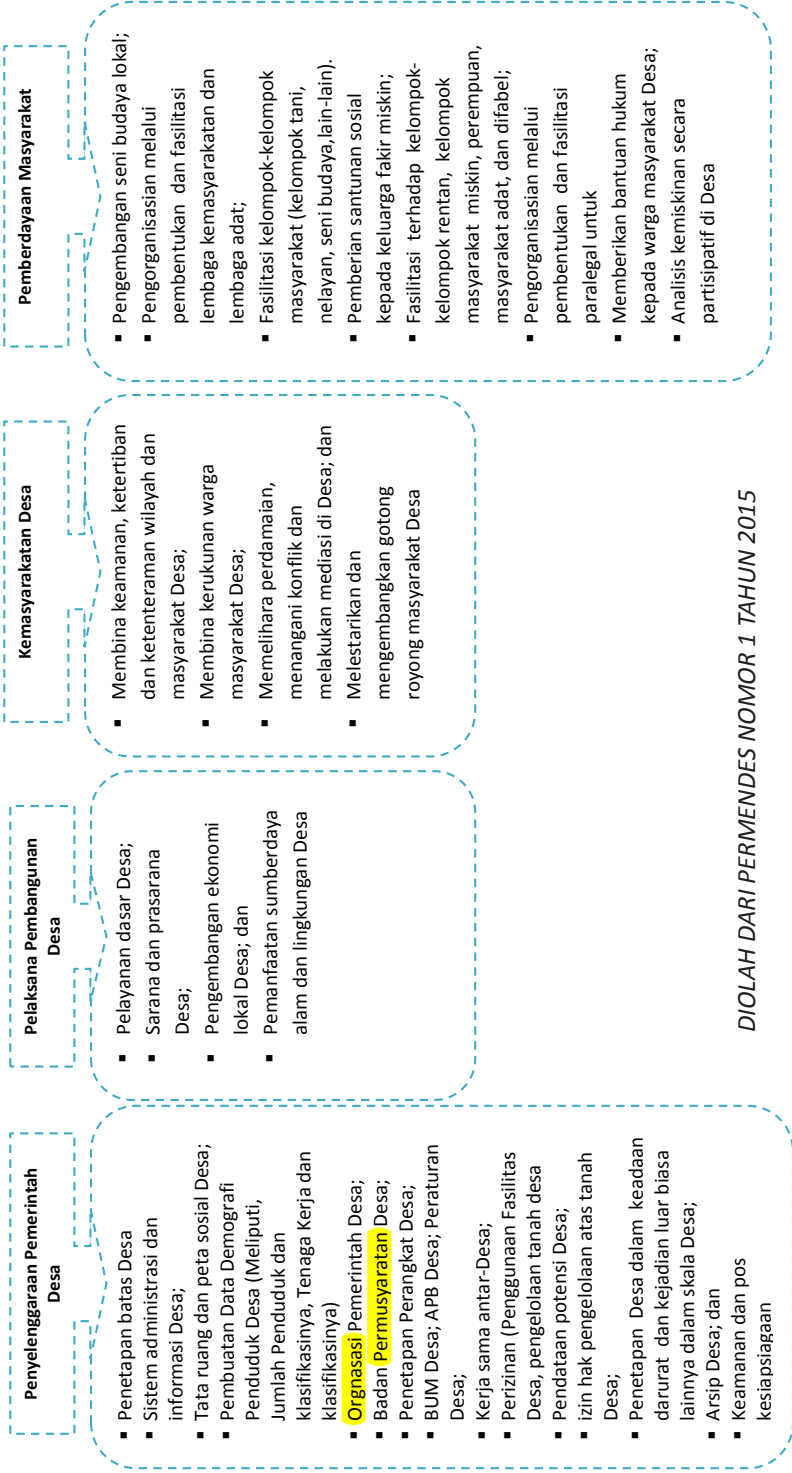 Penyelenggaraan Pemerintah
Desa
▪ Penetapan batas Desa
▪ Sistem administrasi dan
informasi Desa;
▪ Tata ruang dan peta sosial Desa;
▪ Pembuatan Data Demografi
Penduduk Desa (Meliputi,
Jumlah Penduduk dan
klasifikasinya, Tenaga Kerja dan
klasifikasinya)
▪ Orgnasasi Pemerintah Desa;
▪ Badan Permusyaratan Desa;
▪ Penetapan Perangkat Desa;
▪ BUM Desa; APB Desa; Peraturan
Desa;
▪ Kerja sama antar-Desa;
▪ Perizinan (Penggunaan Fasilitas
Desa, pengelolaan tanah desa
▪ Pendataan potensi Desa;
▪ izin hak pengelolaan atas tanah
Desa;
▪ Penetapan Desa dalam keadaan
darurat dan kejadian luar biasa
lainnya dalam skala Desa;
▪ Arsip Desa; dan
▪ Keamanan dan pos
kesiapsiagaan
Pelaksana Pembangunan
Desa
▪ Pelayanan dasar Desa;
▪ Sarana dan prasarana
Desa;
▪ Pengembangan ekonomi
lokal Desa; dan
▪ Pemanfaatan sumberdaya
alam dan lingkungan Desa
Kemasyarakatan Desa
▪ Membina keamanan, ketertiban
dan ketenteraman wilayah dan
masyarakat Desa;
▪ Membina kerukunan warga
masyarakat Desa;
▪ Memelihara perdamaian,
menangani konflik dan
melakukan mediasi di Desa; dan
▪ Melestarikan dan
mengembangkan gotong
royong masyarakat Desa
Pemberdayaan Masyarakat
▪ Pengembangan seni budaya lokal;
▪ Pengorganisasian melalui
pembentukan dan fasilitasi
lembaga kemasyarakatan dan
lembaga adat;
▪ Fasilitasi kelompok-kelompok
masyarakat (kelompok tani,
nelayan, seni budaya,lain-lain).
▪ Pemberian santunan sosial
kepada keluarga fakir miskin;
▪ Fasilitasi terhadap kelompok-
kelompok rentan, kelompok
masyarakat miskin, perempuan,
masyarakat adat, dan difabel;
▪ Pengorganisasian melalui
pembentukan dan fasilitasi
paralegal untuk
▪ Memberikan bantuan hukum
kepada warga masyarakat Desa;
▪ Analisis kemiskinan secara
partisipatif di Desa
DIOLAH DARI PERMENDES NOMOR 1 TAHUN 2015